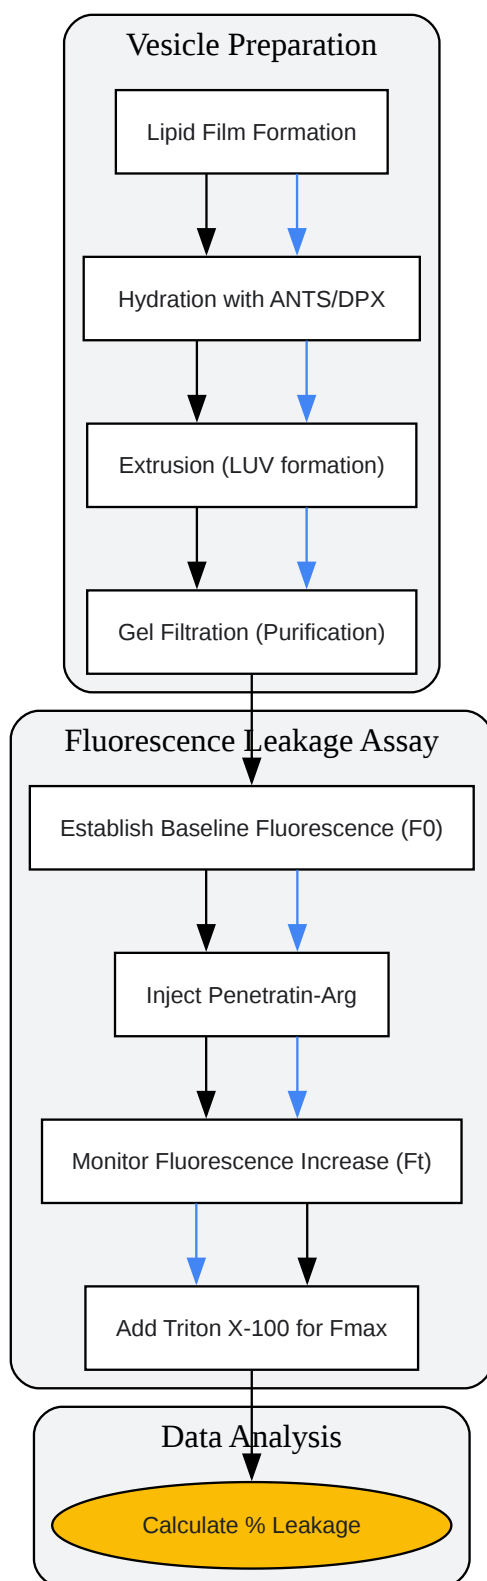 Vesicle Preparation
Lipid Film Formation
Hydration with ANTS/DPX
Extrusion (LUV formation)
Gel Filtration (Purification)
Fluorescence Leakage Assay
Establish Baseline Fluorescence (F0)
Inject Penetratin-Arg
Monitor Fluorescence Increase (Ft)
Add Triton X-100 for Fmax
Data Analysis
Calculate % Leakage